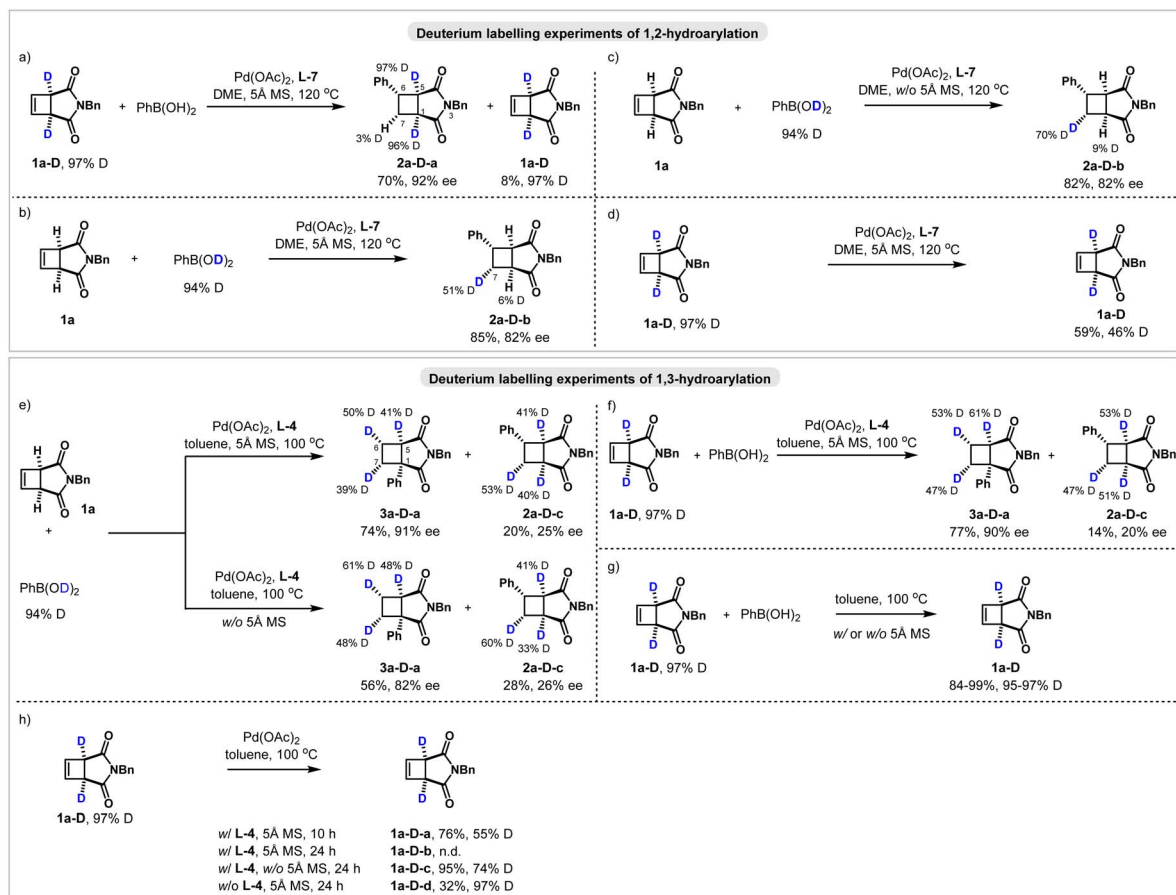 Deuterium labelling experiments of 1,2-hydroarylation
a)
D
O
NBn
D
O
1a-D, 97% D
+
PhB(OH)2
Pd(OAc)2, L-7
DME, 5Å MS, 120 °C
97% D
Ph
6
D
5
O
NBn
3
1
7
H
3% D
D
96% D
O
2a-D-a
70%, 92% ee
+
D
O
NBn
D
O
1a-D
8%, 97% D
b)
H
O
NBn
H
O
1a
+
PhB(OD)2
94% D
Pd(OAc)2, L-7
DME, 5Å MS, 120 °C
Ph
H
O
NBn
7
D
51% D
H
6% D
O
2a-D-b
85%, 82% ee
c)
H
O
NBn
H
O
1a
+
PhB(OD)2
94% D
Pd(OAc)2, L-7
DME, w/o 5Å MS, 120 °C
Ph
H
O
NBn
D
70% D
H
9% D
O
2a-D-b
82%, 82% ee
d)
D
O
NBn
D
O
1a-D, 97% D
Pd(OAc)2, L-7
DME, 5Å MS, 120 °C
D
O
NBn
D
O
1a-D
59%, 46% D
Deuterium labelling experiments of 1,3-hydroarylation
e)
H
O
NBn
H
O
1a
+
PhB(OD)2
94% D
Pd(OAc)2, L-4
toluene, 5Å MS, 100 °C
50% D 41% D
D
D
O
6
5
NBn
7
1
D
39% D
Ph
O
3a-D-a
74%, 91% ee
+
41% D
Ph
D
O
NBn
D
53% D
D
40% D
O
2a-D-c
20%, 25% ee
Pd(OAc)2, L-4
toluene, 100 °C
w/o 5Å MS
61% D 48% D
D
D
O
NBn
D
48% D
Ph
O
3a-D-a
56%, 82% ee
+
41% D
Ph
D
O
NBn
D
60% D
D
33% D
O
2a-D-c
28%, 26% ee
f)
D
O
NBn
D
O
1a-D, 97% D
+ PhB(OH)2
Pd(OAc)2, L-4
toluene, 5Å MS, 100 °C
53% D 61% D
D
D
O
NBn
D
47% D
Ph
O
3a-D-a
77%, 90% ee
+
53% D
Ph
D
O
NBn
D
47% D
D
51% D
O
2a-D-c
14%, 20% ee
g)
D
O
NBn
D
O
1a-D, 97% D
+ PhB(OH)2
toluene, 100 °C
w/ or w/o 5Å MS
D
O
NBn
D
O
1a-D
84-99%, 95-97% D
h)
D
O
NBn
D
O
1a-D, 97% D
Pd(OAc)2
toluene, 100 °C
D
O
NBn
D
O
w/ L-4, 5Å MS, 10 h 1a-D-a, 76%, 55% D
w/ L-4, 5Å MS, 24 h 1a-D-b, n.d.
w/ L-4, w/o 5Å MS, 24 h 1a-D-c, 95%, 74% D
w/o L-4, 5Å MS, 24 h 1a-D-d, 32%, 97% D